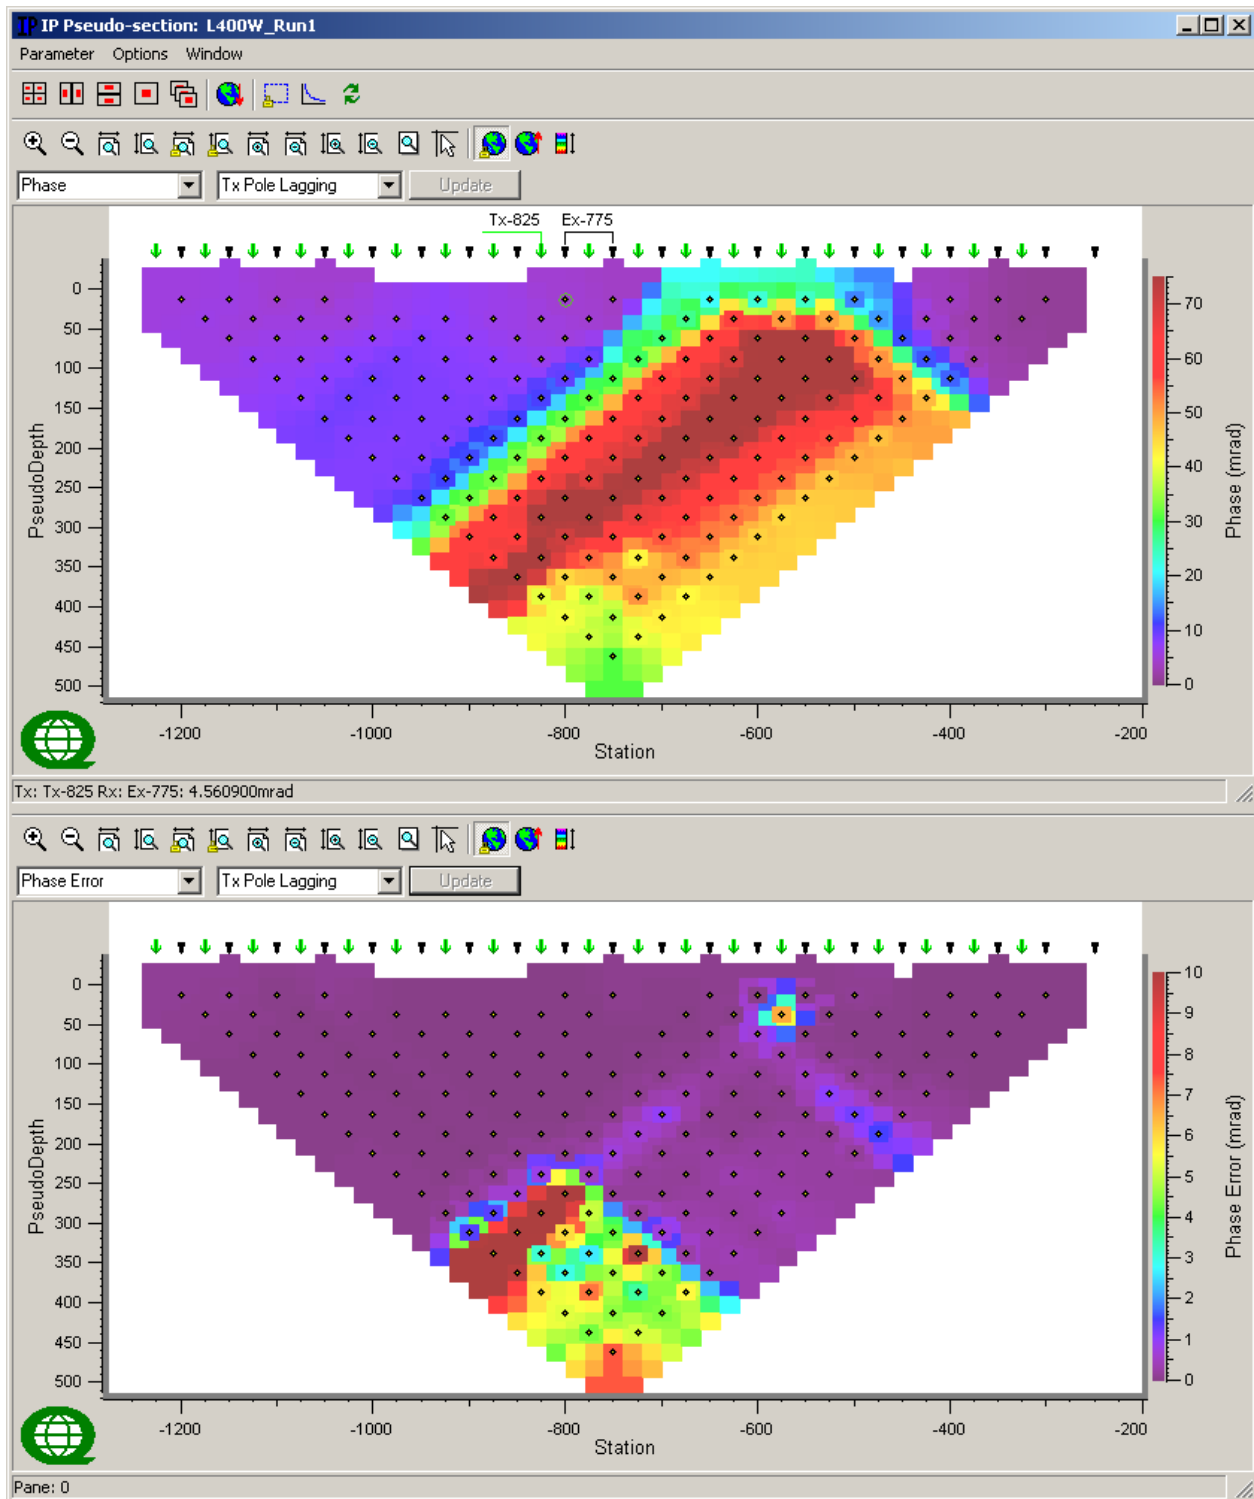 IP IP Pseudo-section: L400W_Run1
Parameter Options Window
Phase Tx Pole Lagging Update
Tx-825 Ex-775
0
50
100
150
200
250
300
350
400
450
500
PseudoDepth
-1200 -1000 -800 -600 -400 -200
Station
70
60
50
40
30
20
10
0
Phase (mrad)
Tx: Tx-825 Rx: Ex-775: 4.560900mrad
Phase Error Tx Pole Lagging Update
0
50
100
150
200
250
300
350
400
450
500
PseudoDepth
-1200 -1000 -800 -600 -400 -200
Station
10
9
8
7
6
5
4
3
2
1
0
Phase Error (mrad)
Pane: 0